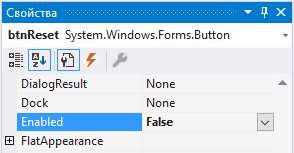 Свойства
btnReset System.Windows.Forms.Button
DialogResult None
Dock None
Enabled False
FlatAppearance